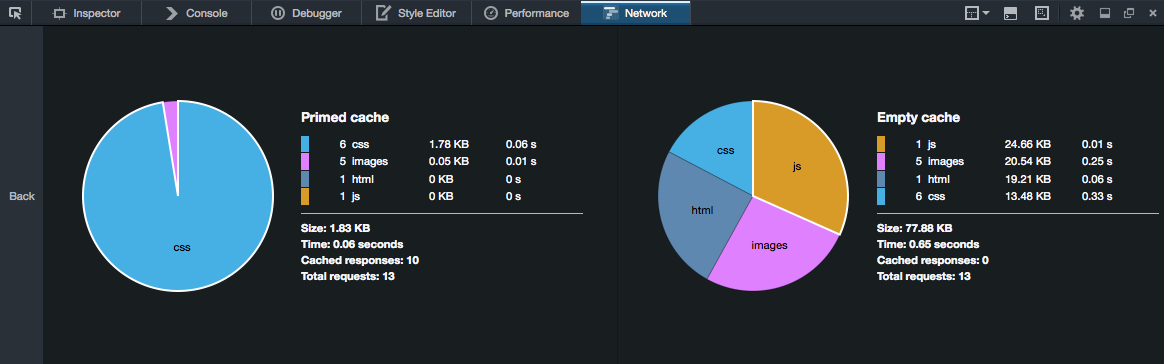 Inspector Console Debugger Style Editor Performance Network
Back
css
Primed cache
6 css 1.78 KB 0.06 s
5 images 0.05 KB 0.01 s
1 html 0 KB 0 s
1 js 0 KB 0 s
Size: 1.83 KB
Time: 0.06 seconds
Cached responses: 10
Total requests: 13
css
js
html
images
Empty cache
1 js 24.66 KB 0.01 s
5 images 20.54 KB 0.25 s
1 html 19.21 KB 0.06 s
6 css 13.48 KB 0.33 s
Size: 77.88 KB
Time: 0.65 seconds
Cached responses: 0
Total requests: 13